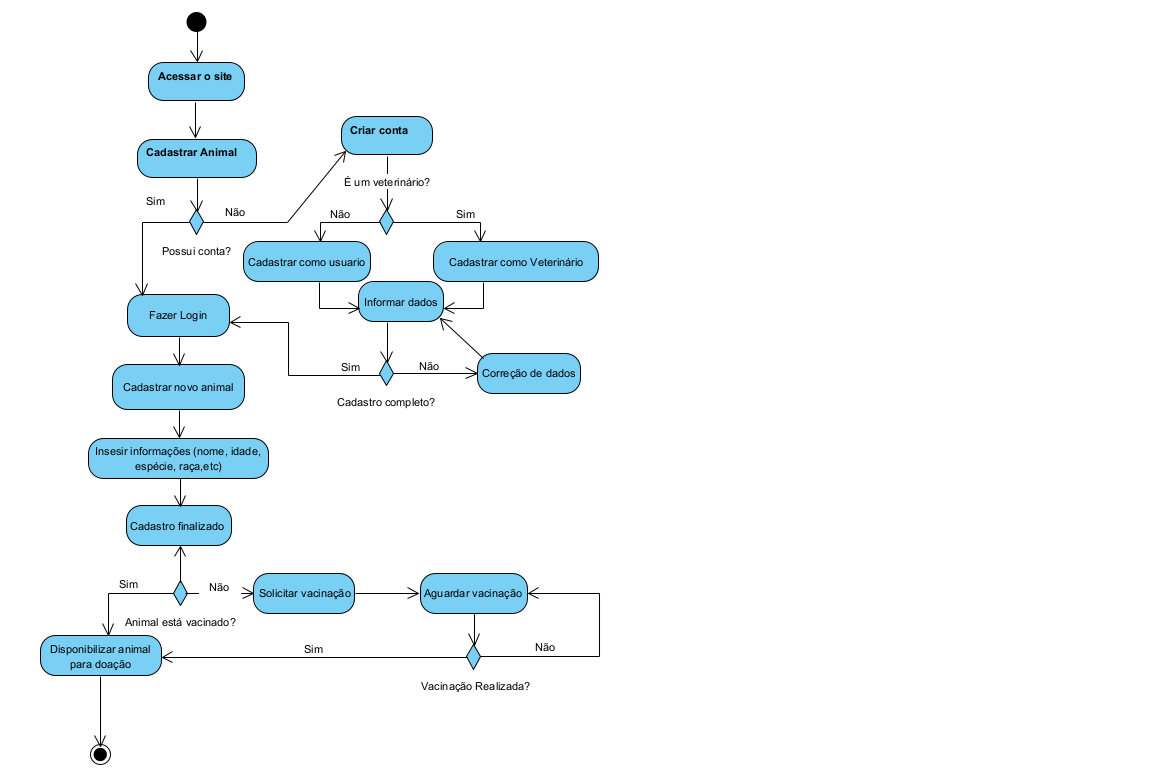 Acessar o site
Cadastrar Animal
Criar conta
É um veterinário?
Sim
Não
Não
Sim
Possui conta?
Cadastrar como usuario
Cadastrar como Veterinário
Informar dados
Fazer Login
Sim
Não
Correção de dados
Cadastrar novo animal
Cadastro completo?
Insesir informações (nome, idade,
espécie, raça,etc)
Cadastro finalizado
Sim
Não
Solicitar vacinação
Aguardar vacinação
Animal está vacinado?
Disponibilizar animal
para doação
Sim
Não
Vacinação Realizada?